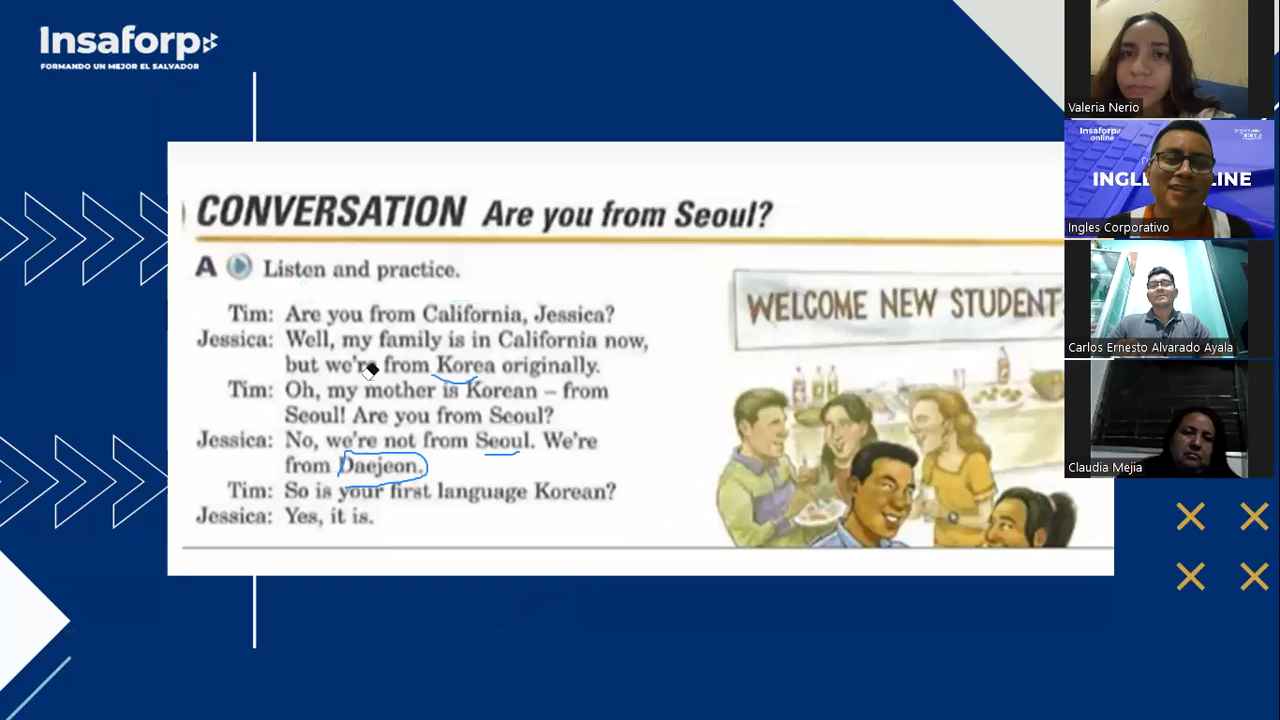 Insaforp
FORMANDO UN MEJOR EL SALVADOR
CONVERSATION Are you from Seoul?
A Listen and practice.
Tim: Are you from California, Jessica?
Jessica: Well, my family is in California now,
but we're from Korea originally.
Tim: Oh, my mother is Korean – from
Seoul! Are you from Seoul?
Jessica: No, we're not from Seoul. We're
from Daejeon.
Tim: So is your first language Korean?
Jessica: Yes, it is.
WELCOME NEW STUDENT
Valeria Nerio
Insaforp
online
Ingles Corporativo
Carlos Ernesto Alvarado Ayala
Claudia Mejia